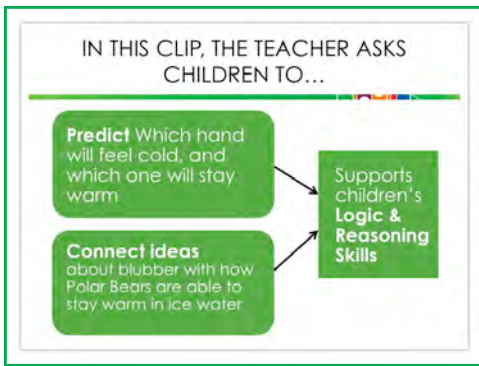 IN THIS CLIP, THE TEACHER ASKS
CHILDREN TO…
Predict Which hand
will feel cold, and
which one will stay
warm
Connect ideas
about blubber with how
Polar Bears are able to
stay warm in ice water
Supports
children's
Logic &
Reasoning
Skills